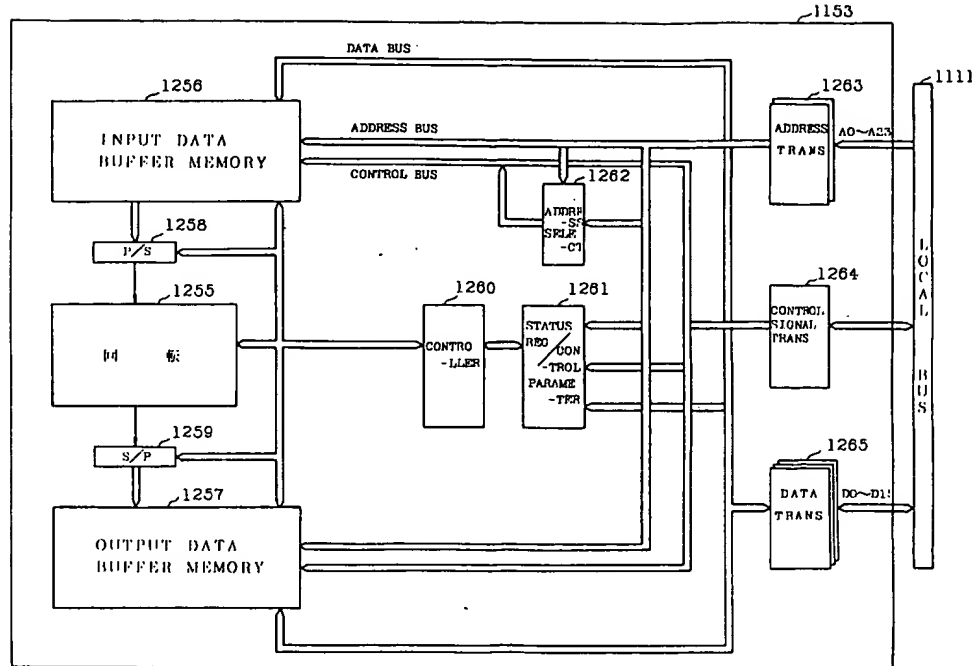 1153
DATA BUS
1111
1256
1263
INPUT DATA
BUFFER MEMORY
ADDRESS BUS
ADDRESS
TRANS
A0~A23
CONTROL BUS
1262
ADDRE
-SS
SELE
-CT
1258
P/S
1255
1260
1261
1264
LOCAL BUS
回 転
CONTRO
-LLER
STATUS
REG
/CON
-TROL
PARAME
-TER
CONTROL
SIGNAL
TRANS
1259
S/P
1257
1265
OUTPUT DATA
BUFFER MEMORY
DATA
TRANS